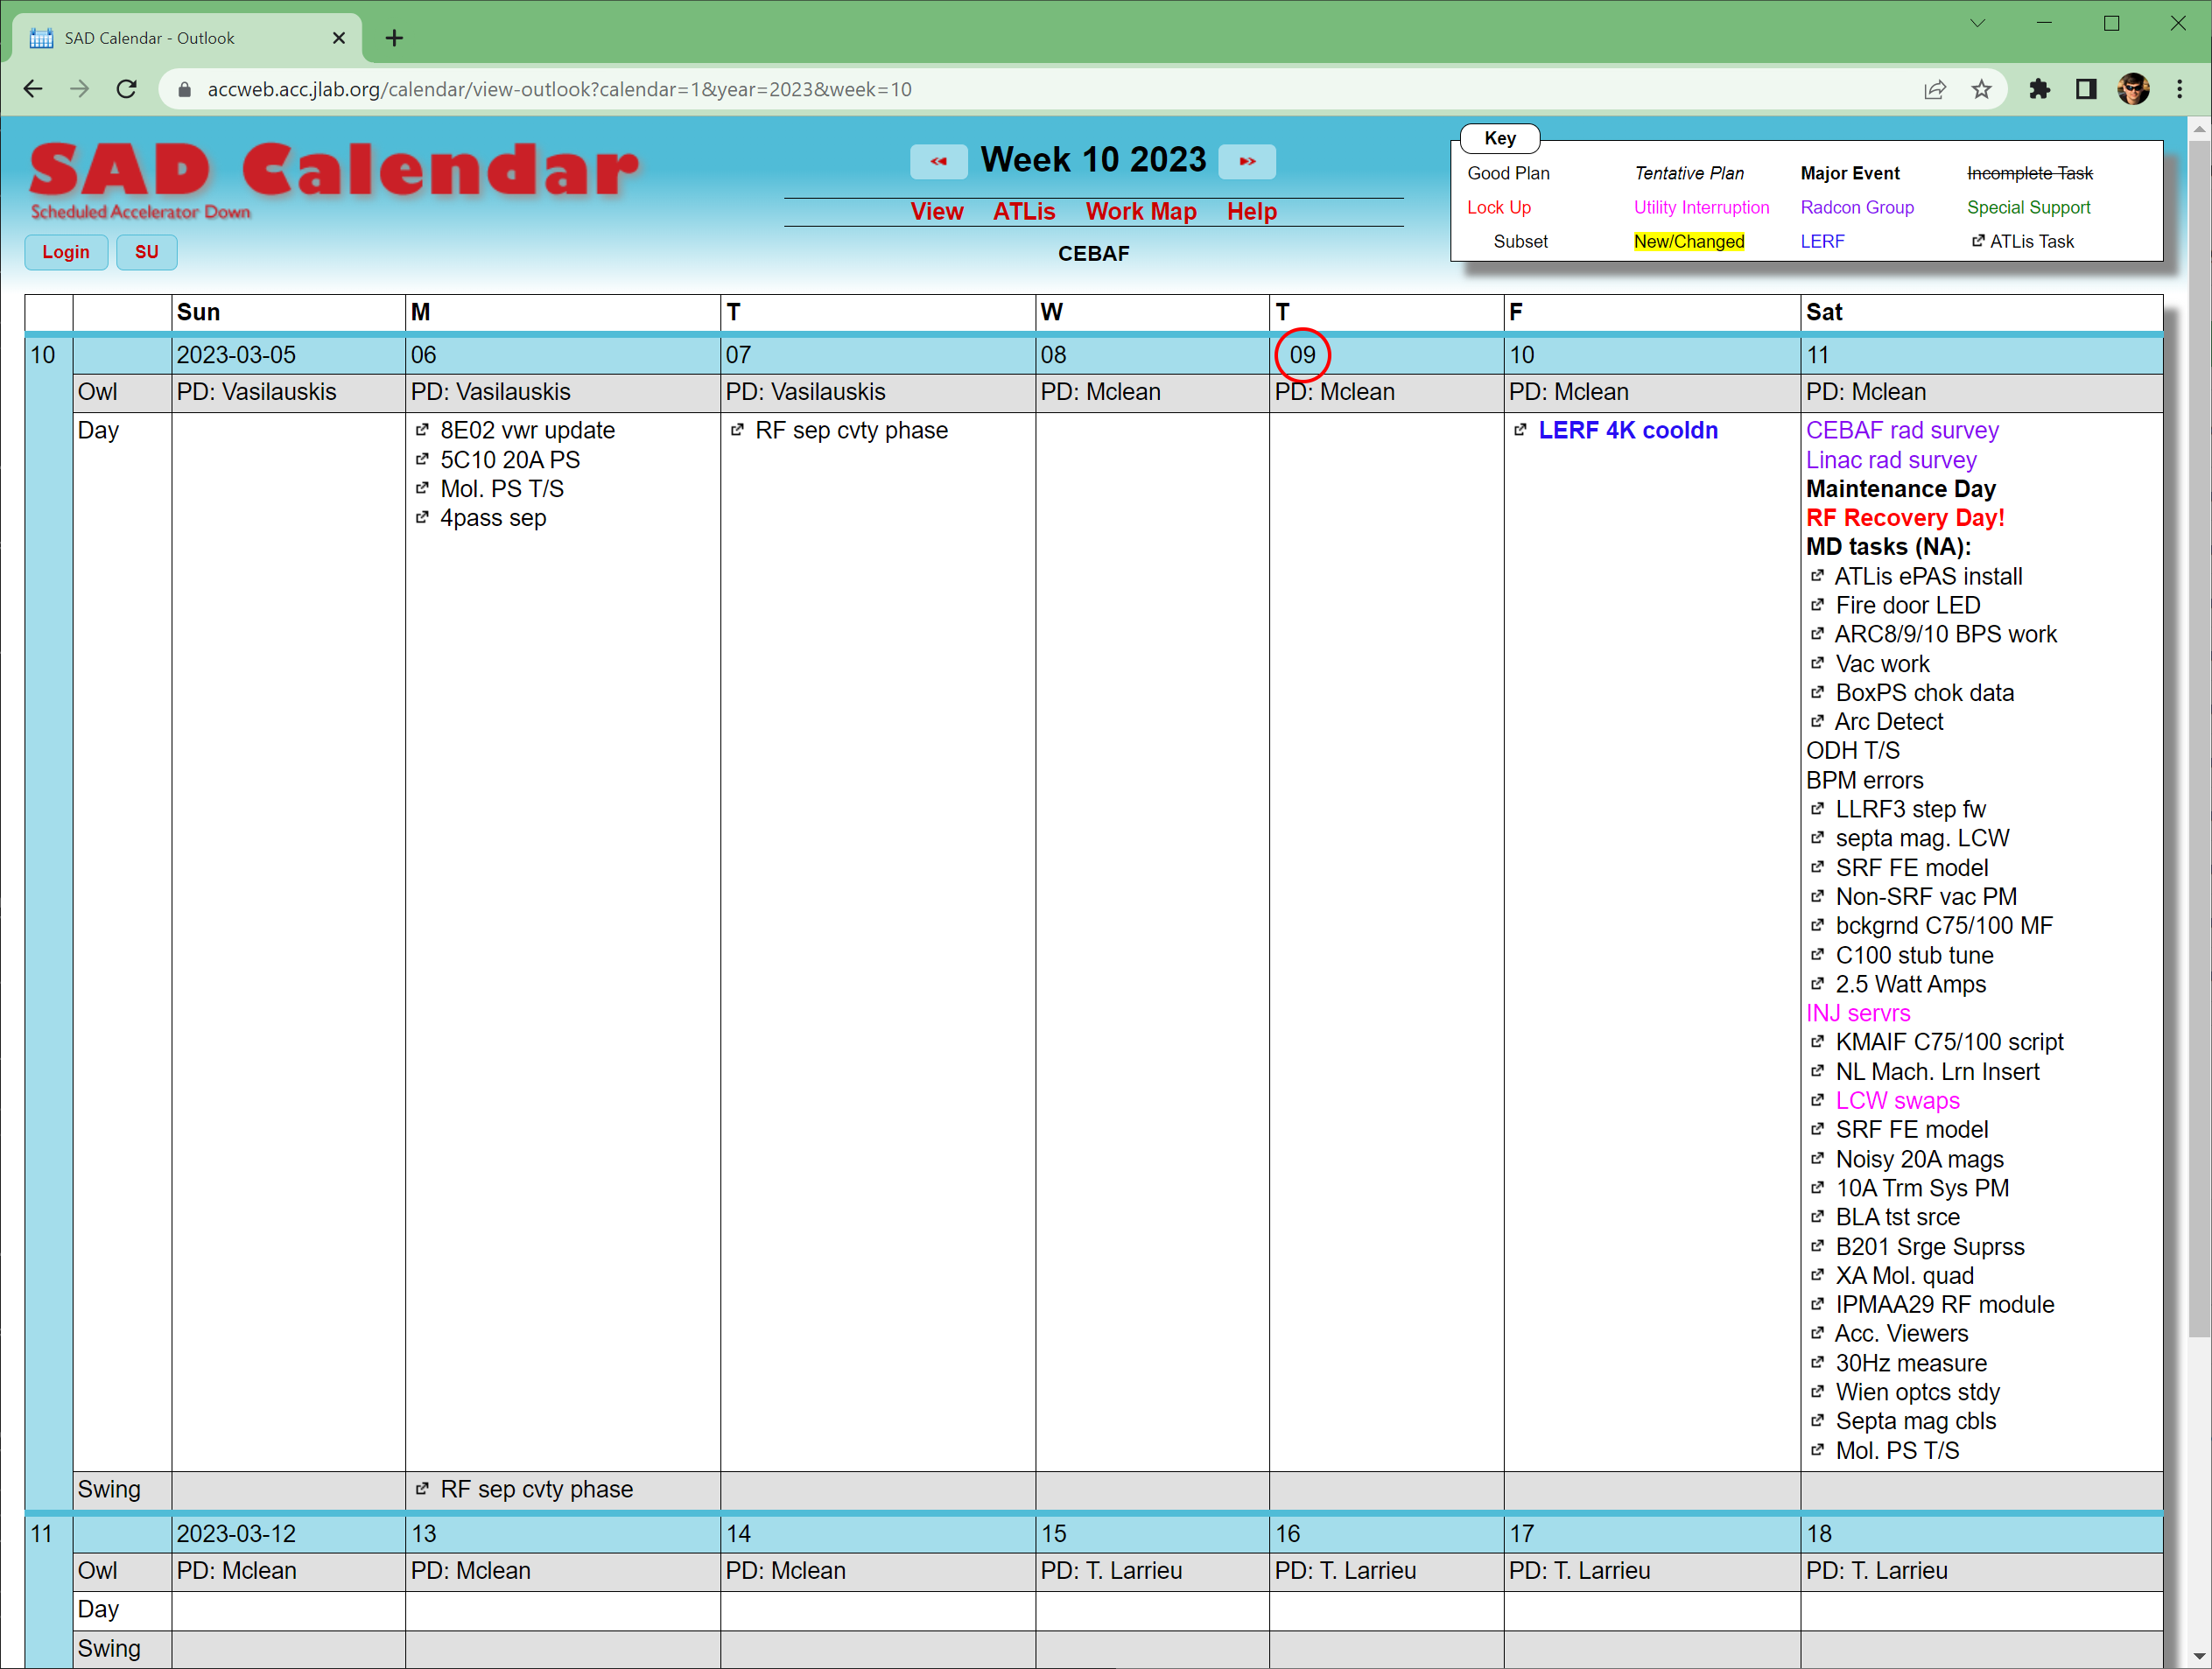 SAD Calendar - Outlook
accweb.acc.jlab.org/calendar/view-outlook?calendar=1&year=2023&week=10
SAD Calendar
Scheduled Accelerator Down
Login SU
Week 10 2023
View ATLis Work Map Help
CEBAF
Key
Good Plan Tentative Plan Major Event Incomplete Task
Lock Up Utility Interruption Radcon Group Special Support
Subset New/Changed LERF ATLis Task
Sun M T W T F Sat
10 2023-03-05 06 07 08 09 10 11
Owl PD: Vasilauskis PD: Vasilauskis PD: Vasilauskis PD: Mclean PD: Mclean PD: Mclean PD: Mclean
Day
8E02 vwr update
5C10 20A PS
Mol. PS T/S
4pass sep
RF sep cvty phase
LERF 4K cooldn
CEBAF rad survey
Linac rad survey
Maintenance Day
RF Recovery Day!
MD tasks (NA):
ATLis ePAS install
Fire door LED
ARC8/9/10 BPS work
Vac work
BoxPS chok data
Arc Detect
ODH T/S
BPM errors
LLRF3 step fw
septa mag. LCW
SRF FE model
Non-SRF vac PM
bckgrnd C75/100 MF
C100 stub tune
2.5 Watt Amps
INJ servrs
KMAIF C75/100 script
NL Mach. Lrn Insert
LCW swaps
SRF FE model
Noisy 20A mags
10A Trm Sys PM
BLA tst srce
B201 Srge Suprss
XA Mol. quad
IPMAA29 RF module
Acc. Viewers
30Hz measure
Wien optcs stdy
Septa mag cbls
Mol. PS T/S
Swing RF sep cvty phase
11 2023-03-12 13 14 15 16 17 18
Owl PD: Mclean PD: Mclean PD: Mclean PD: T. Larrieu PD: T. Larrieu PD: T. Larrieu PD: T. Larrieu
Day
Swing